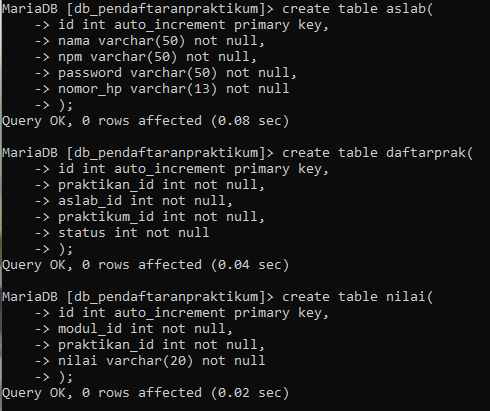 MariaDB [db_pendaftaranpraktikum]> create table aslab(
    -> id int auto_increment primary key,
    -> nama varchar(50) not null,
    -> npm varchar(50) not null,
    -> password varchar(50) not null,
    -> nomor_hp varchar(13) not null
    -> );
Query OK, 0 rows affected (0.08 sec)

MariaDB [db_pendaftaranpraktikum]> create table daftarprak(
    -> id int auto_increment primary key,
    -> praktikan_id int not null,
    -> aslab_id int not null,
    -> praktikum_id int not null,
    -> status int not null
    -> );
Query OK, 0 rows affected (0.04 sec)

MariaDB [db_pendaftaranpraktikum]> create table nilai(
    -> id int auto_increment primary key,
    -> modul_id int not null,
    -> praktikan_id int not null,
    -> nilai varchar(20) not null
    -> );
Query OK, 0 rows affected (0.02 sec)